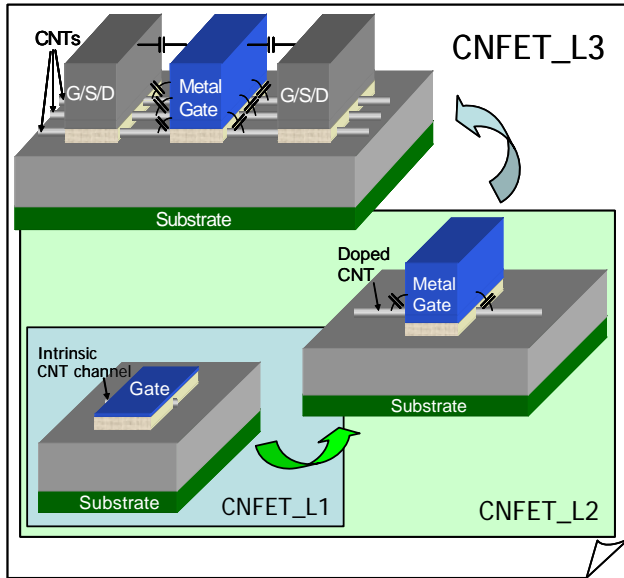 CNTs
CNFET_L3
G/S/D
Metal
Gate
G/S/D
Substrate
Doped
CNT
Metal
Gate
Intrinsic
CNT channel
Gate
Substrate
Substrate
CNFET_L1
CNFET_L2